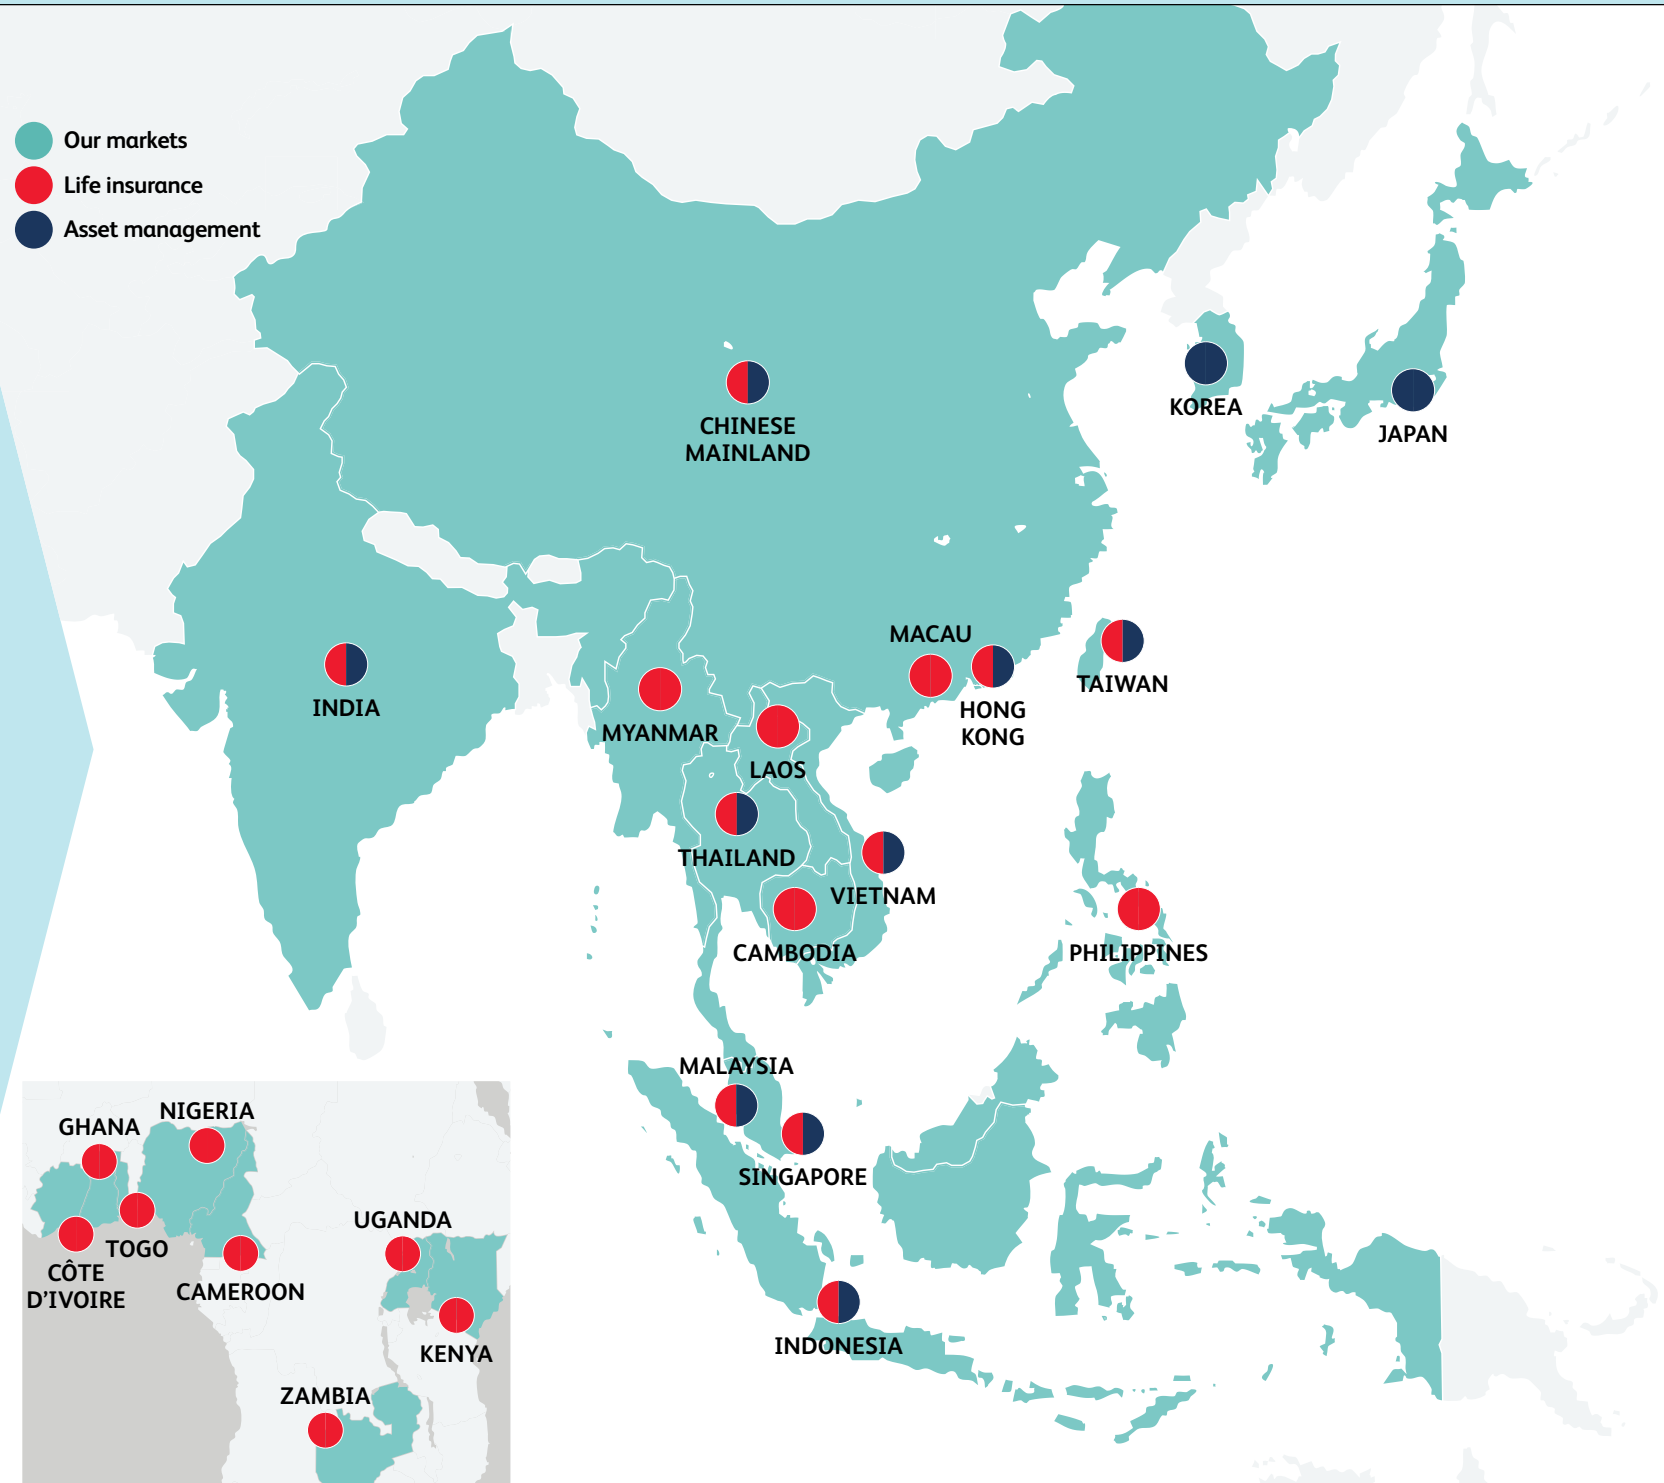 Our markets
Life insurance
Asset management
CHINESE
MAINLAND
KOREA
JAPAN
INDIA
MYANMAR
LAOS
MACAU
HONG
KONG
TAIWAN
THAILAND
VIETNAM
CAMBODIA
PHILIPPINES
MALAYSIA
SINGAPORE
INDONESIA
GHANA
NIGERIA
CÔTE
D'IVOIRE
TOGO
CAMEROON
UGANDA
KENYA
ZAMBIA